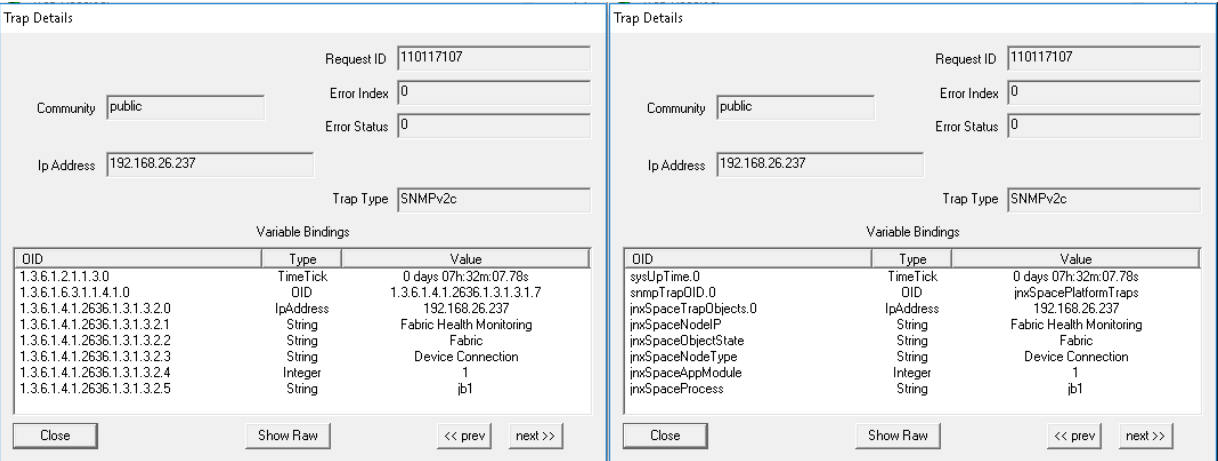 Trap Details
Request ID 110117107
Error Index 0
Community public
Error Status 0
Ip Address 192.168.26.237
Trap Type SNMPv2c
Variable Bindings
OID Type Value
1.3.6.1.2.1.1.3.0 TimeTick 0 days 07h:32m:07.78s
1.3.6.1.6.3.1.1.4.1.0 OID 1.3.6.1.4.1.2636.1.3.1.3.1.7
1.3.6.1.4.1.2636.1.3.1.3.2.0 IpAddress 192.168.26.237
1.3.6.1.4.1.2636.1.3.1.3.2.1 String Fabric Health Monitoring
1.3.6.1.4.1.2636.1.3.1.3.2.2 String Fabric
1.3.6.1.4.1.2636.1.3.1.3.2.3 String Device Connection
1.3.6.1.4.1.2636.1.3.1.3.2.4 Integer 1
1.3.6.1.4.1.2636.1.3.1.3.2.5 String jb1
Close Show Raw << prev next >>
Trap Details
Request ID 110117107
Error Index 0
Community public
Error Status 0
Ip Address 192.168.26.237
Trap Type SNMPv2c
Variable Bindings
OID Type Value
sysUpTime.0 TimeTick 0 days 07h:32m:07.78s
snmpTrapOID.0 OID jnxSpacePlatformTraps
jnxSpaceTrapObjects.0 IpAddress 192.168.26.237
jnxSpaceNodeIP String Fabric Health Monitoring
jnxSpaceObjectState String Fabric
jnxSpaceNodeType String Device Connection
jnxSpaceAppModule Integer 1
jnxSpaceProcess String jb1
Close Show Raw << prev next >>